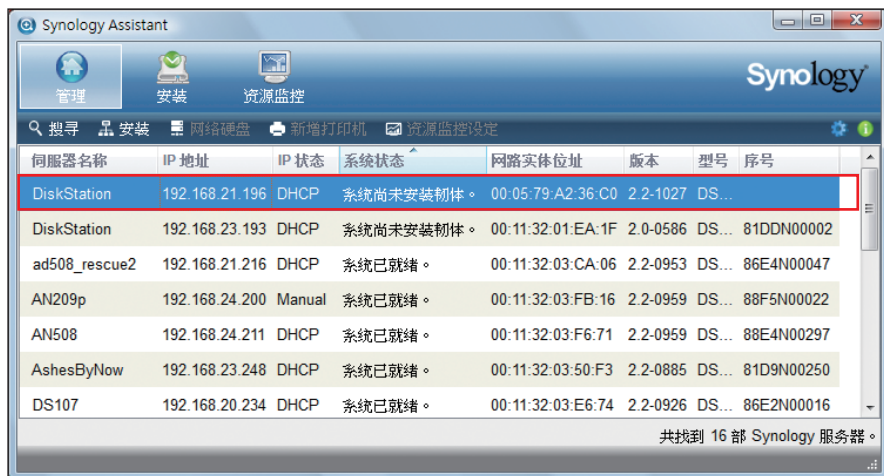 Synology Assistant
管理 安装 资源监控 Synology
搜寻 安装 网络硬盘 新增打印机 资源监控设定
伺服器名称 IP 地址 IP 状态 系统状态 网路实体位址 版本 型号 序号
DiskStation 192.168.21.196 DHCP 系统尚未安装韧体。 00:05:79:A2:36:C0 2.2-1027 DS...
DiskStation 192.168.23.193 DHCP 系统尚未安装韧体。 00:11:32:01:EA:1F 2.0-0586 DS... 81DDN00002
ad508_rescue2 192.168.21.216 DHCP 系统已就绪。 00:11:32:03:CA:06 2.2-0953 DS... 86E4N00047
AN209p 192.168.24.200 Manual 系统已就绪。 00:11:32:03:FB:16 2.2-0959 DS... 88F5N00022
AN508 192.168.24.211 DHCP 系统已就绪。 00:11:32:03:F6:71 2.2-0959 DS... 88E4N00297
AshesByNow 192.168.23.248 DHCP 系统已就绪。 00:11:32:03:50:F3 2.2-0885 DS... 81D9N00250
DS107 192.168.20.234 DHCP 系统已就绪。 00:11:32:03:E6:74 2.2-0926 DS... 86E2N00016
共找到 16 部 Synology 服务器。